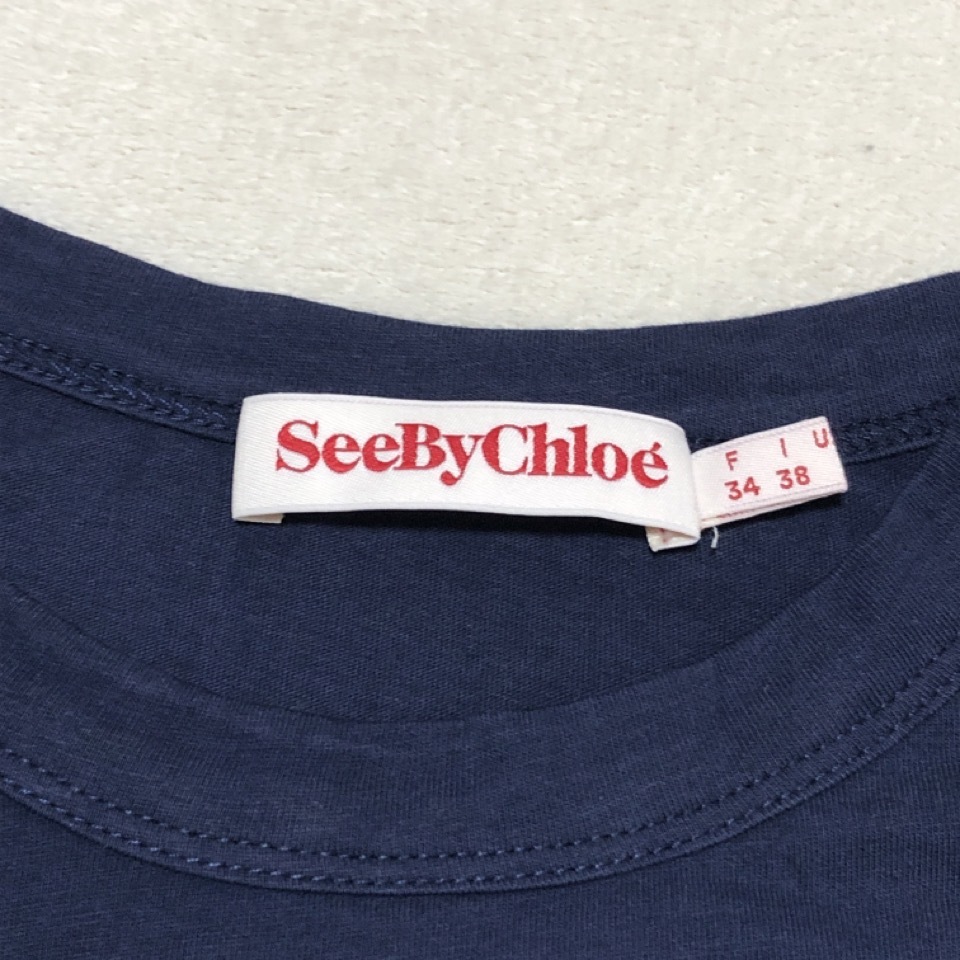 SeeByChloé
F I U
34 38